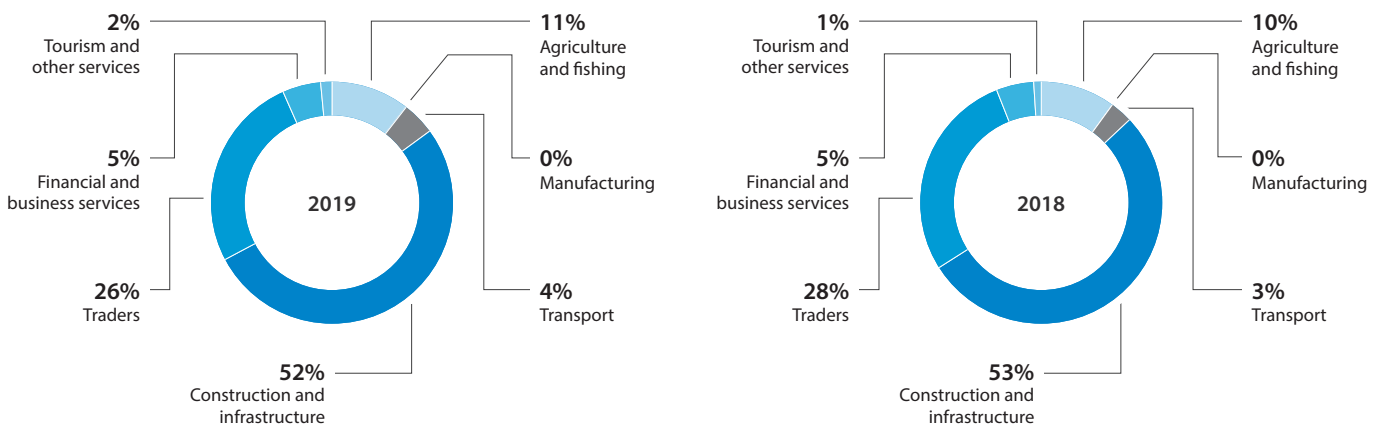 2%
Tourism and
other services
11%
Agriculture
and fishing
5%
Financial and
business services
0%
Manufacturing
2019
26%
Traders
4%
Transport
52%
Construction and
infrastructure
1%
Tourism and
other services
10%
Agriculture
and fishing
5%
Financial and
business services
0%
Manufacturing
2018
28%
Traders
3%
Transport
53%
Construction and
infrastructure